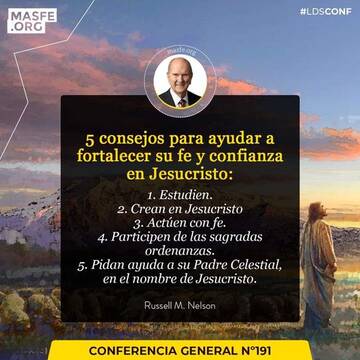 MASFE
.ORG
#LDSCONF
masfe.org
5 consejos para ayudar a
fortalecer su fe y confianza
en Jesucristo:
1. Estudien.
2. Crean en Jesucristo
3. Actúen con fe.
4. Participen de las sagradas
ordenanzas.
5. Pidan ayuda a su Padre Celestial,
en el nombre de Jesucristo.
Russell M. Nelson
CONFERENCIA GENERAL N°191